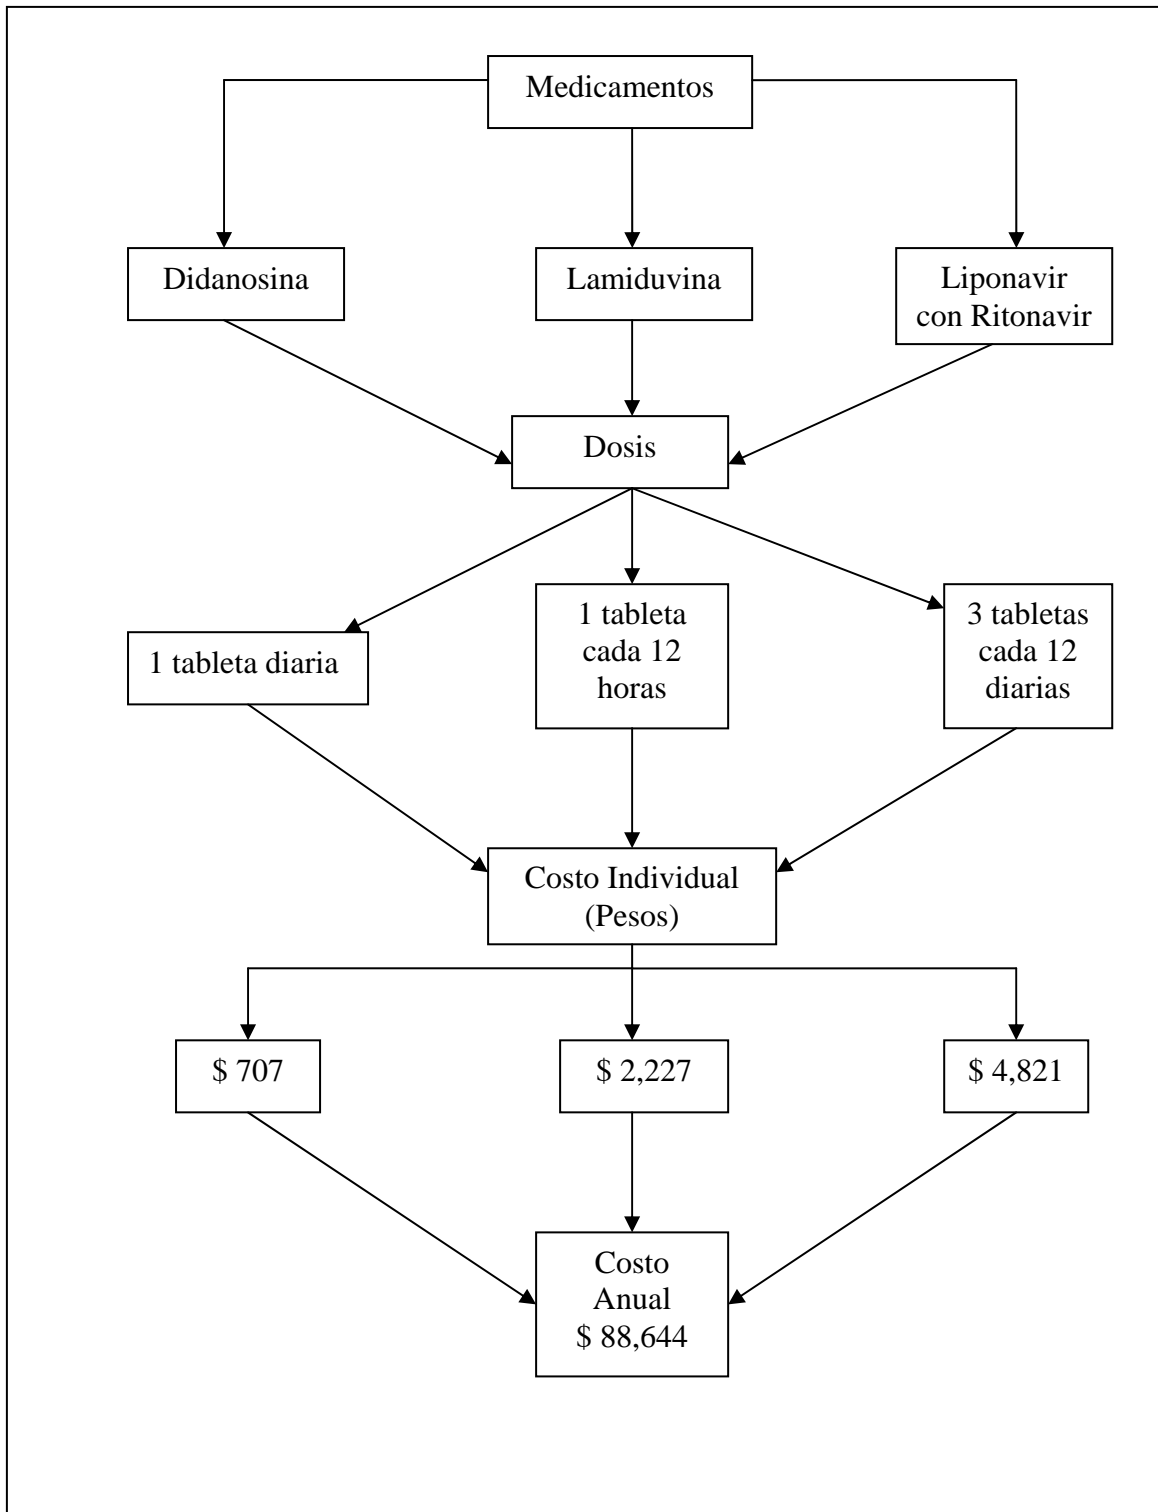 Medicamentos
Didanosina
Lamiduvina
Liponavir
con Ritonavir
Dosis
1 tableta diaria
1 tableta
cada 12
horas
3 tabletas
cada 12
diarias
Costo Individual
(Pesos)
$ 707
$ 2,227
$ 4,821
Costo
Anual
$ 88,644